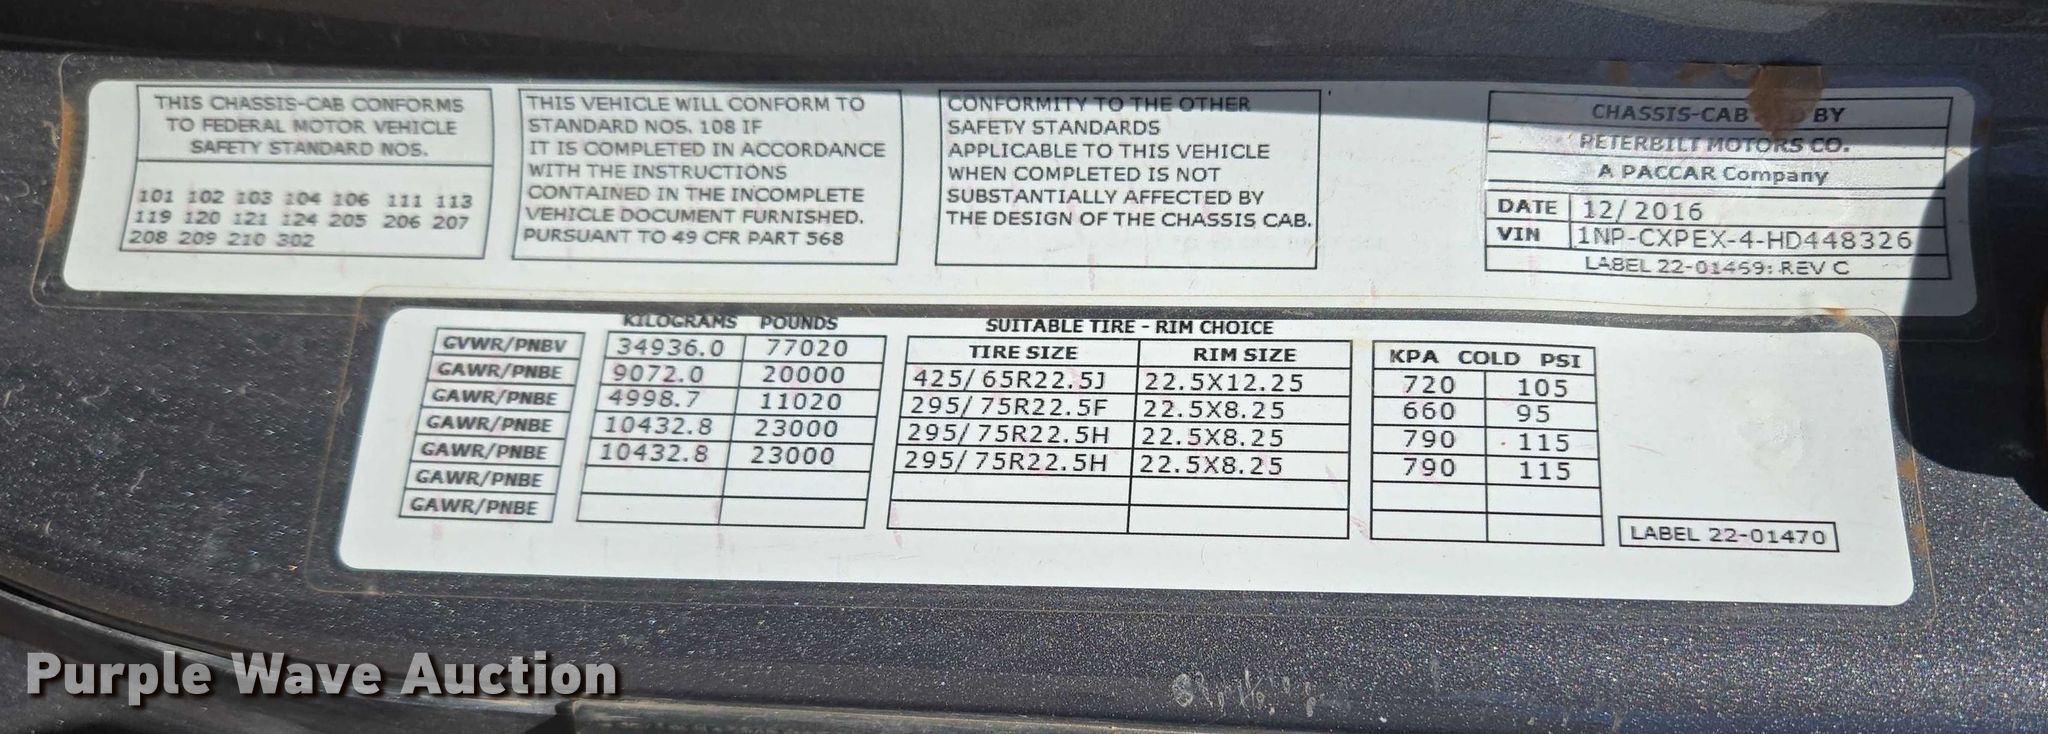 THIS CHASSIS-CAB CONFORMS
TO FEDERAL MOTOR VEHICLE
SAFETY STANDARD NOS.
101 102 103 104 106 111 113
119 120 121 124 205 206 207
208 209 210 302
THIS VEHICLE WILL CONFORM TO
STANDARD NOS. 108 IF
IT IS COMPLETED IN ACCORDANCE
WITH THE INSTRUCTIONS
CONTAINED IN THE INCOMPLETE
VEHICLE DOCUMENT FURNISHED.
PURSUANT TO 49 CFR PART 568
CONFORMITY TO THE OTHER
SAFETY STANDARDS
APPLICABLE TO THIS VEHICLE
WHEN COMPLETED IS NOT
SUBSTANTIALLY AFFECTED BY
THE DESIGN OF THE CHASSIS CAB.
CHASSIS-CAB BY
PETERBILT MOTORS CO.
A PACCAR Company
DATE 12/2016
VIN 1NP-CXPEX-4-HD448326
LABEL 22-01469: REV C
KILOGRAMS POUNDS SUITABLE TIRE - RIM CHOICE
TIRE SIZE RIM SIZE KPA COLD PSI
GVWR/PNBV 34936.0 77020
GAWR/PNBE 9072.0 20000 425/65R22.5J 22.5X12.25 720 105
GAWR/PNBE 4998.7 11020 295/75R22.5F 22.5X8.25 660 95
GAWR/PNBE 10432.8 23000 295/75R22.5H 22.5X8.25 790 115
GAWR/PNBE 10432.8 23000 295/75R22.5H 22.5X8.25 790 115
GAWR/PNBE
GAWR/PNBE
LABEL 22-01470
Purple Wave Auction